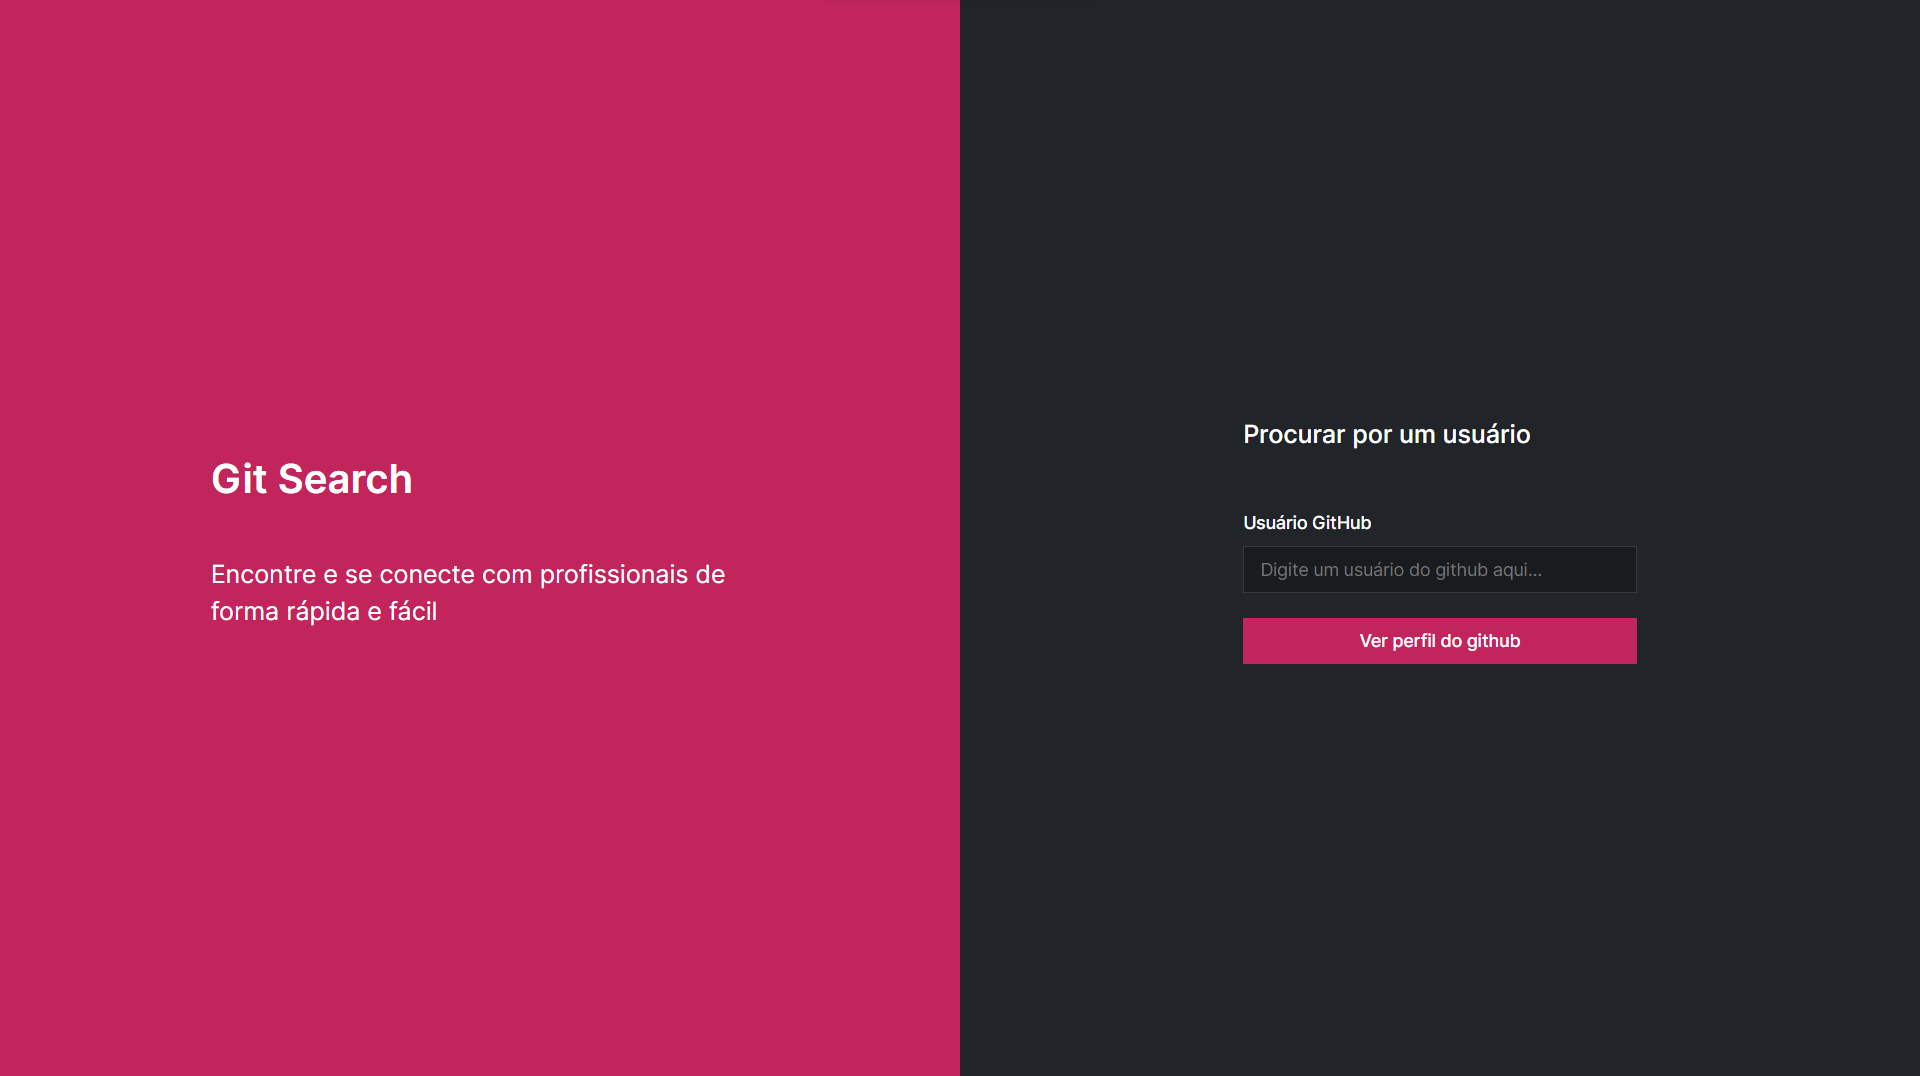 Git Search
Encontre e se conecte com profissionais de
forma rápida e fácil
Procurar por um usuário
Usuário GitHub
Digite um usuário do github aqui...
Ver perfil do github